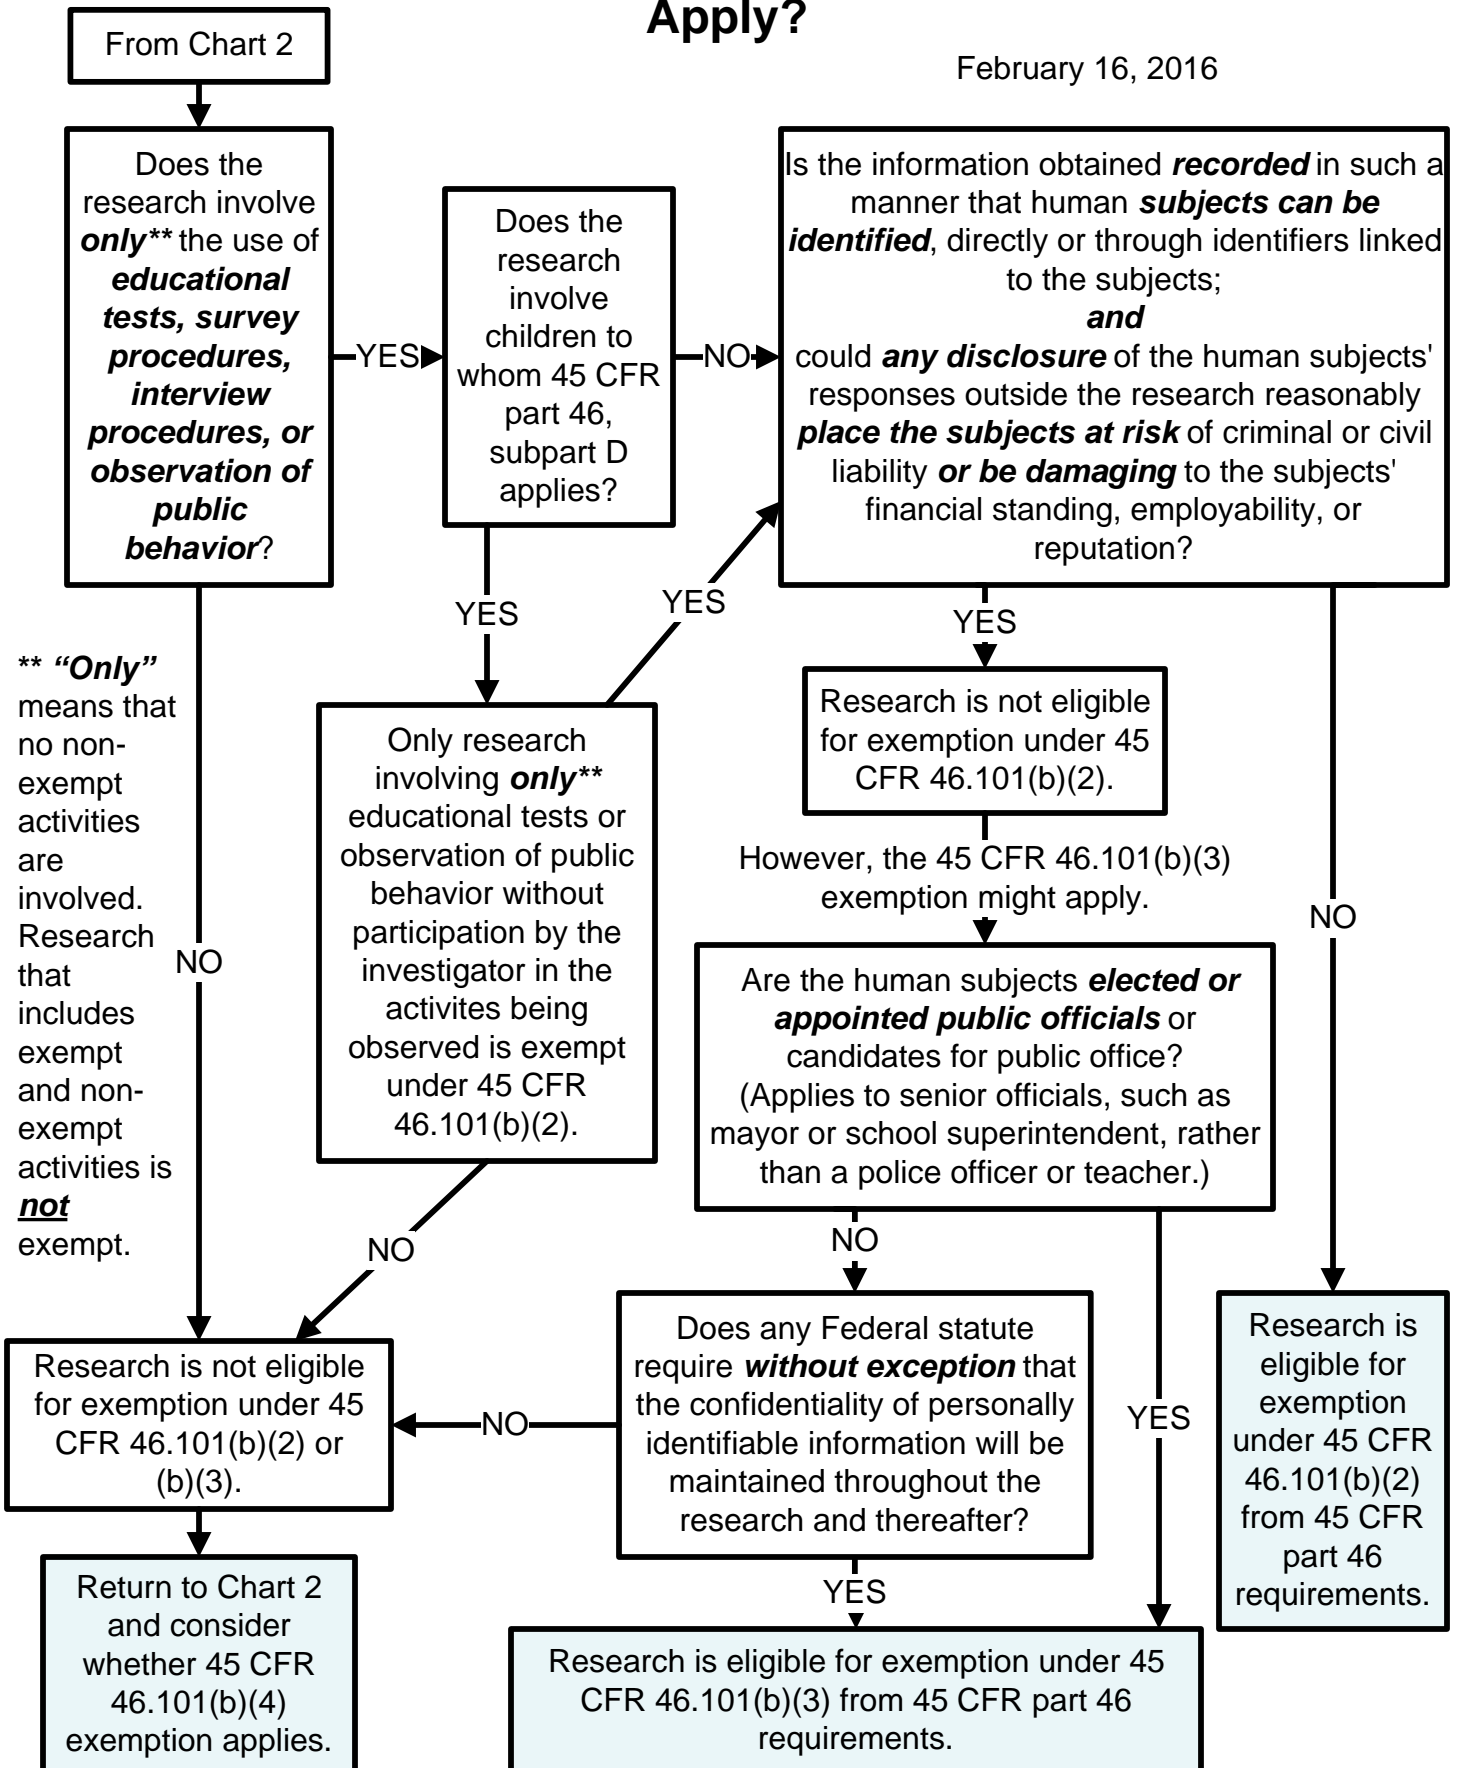 Apply?
February 16, 2016
From Chart 2
Does the
research involve
only** the use of
educational
tests, survey
procedures,
interview
procedures, or
observation of
public
behavior?
YES
Does the
research
involve
children to
whom 45 CFR
part 46,
subpart D
applies?
NO
Is the information obtained recorded in such a
manner that human subjects can be
identified, directly or through identifiers linked
to the subjects;
and
could any disclosure of the human subjects'
responses outside the research reasonably
place the subjects at risk of criminal or civil
liability or be damaging to the subjects'
financial standing, employability, or
reputation?
YES
YES
YES
** “Only”
means that
no non-
exempt
activities
are
involved.
Research
that
includes
exempt
and non-
exempt
activities is
not
exempt.
NO
Only research
involving only**
educational tests or
observation of public
behavior without
participation by the
investigator in the
activites being
observed is exempt
under 45 CFR
46.101(b)(2).
NO
Research is not eligible
for exemption under 45
CFR 46.101(b)(2).
However, the 45 CFR 46.101(b)(3)
exemption might apply.
NO
Are the human subjects elected or
appointed public officials or
candidates for public office?
(Applies to senior officials, such as
mayor or school superintendent, rather
than a police officer or teacher.)
NO
YES
Does any Federal statute
require without exception that
the confidentiality of personally
identifiable information will be
maintained throughout the
research and thereafter?
NO
YES
Research is
eligible for
exemption
under 45 CFR
46.101(b)(2)
from 45 CFR
part 46
requirements.
Research is not eligible
for exemption under 45
CFR 46.101(b)(2) or
(b)(3).
Return to Chart 2
and consider
whether 45 CFR
46.101(b)(4)
exemption applies.
Research is eligible for exemption under 45
CFR 46.101(b)(3) from 45 CFR part 46
requirements.